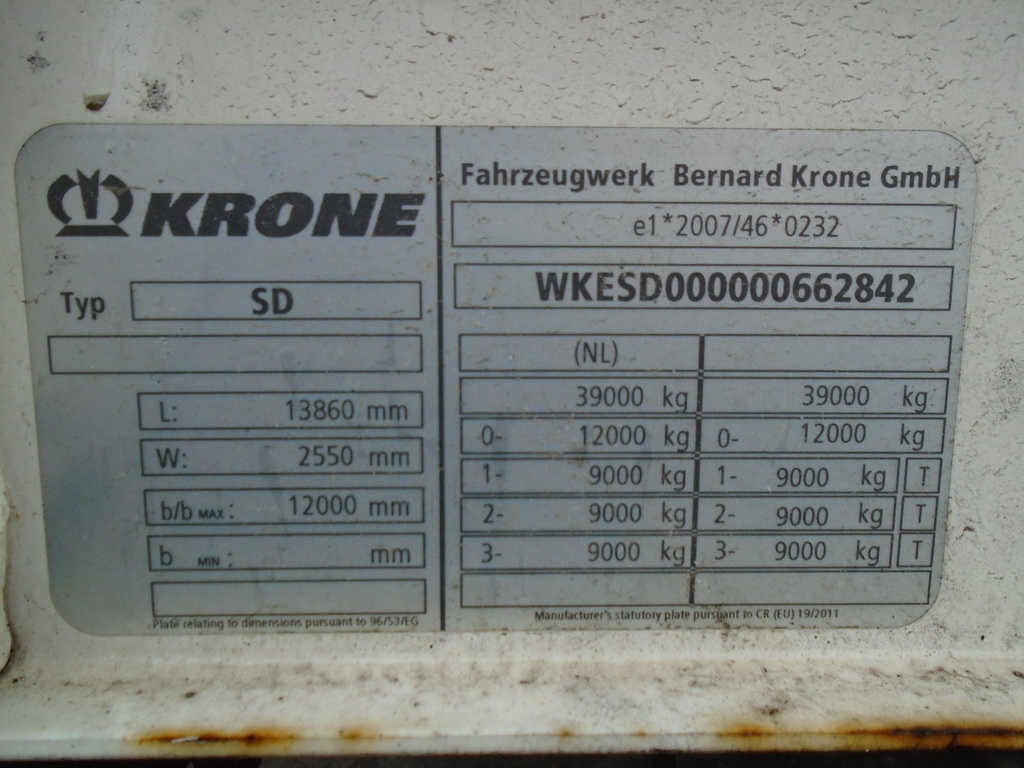 KRONE
Typ SD
L: 13860 mm
W: 2550 mm
b/b MAX: 12000 mm
b MIN: mm
Plate relating to dimensions pursuant to 96/53/EG
Fahrzeugwerk Bernard Krone GmbH
e1*2007/46*0232
WKESD000000662842
(NL)
39000 kg 39000 kg
0- 12000 kg 0- 12000 kg
1- 9000 kg 1- 9000 kg T
2- 9000 kg 2- 9000 kg T
3- 9000 kg 3- 9000 kg T
Manufacturer's statutory plate pursuant to CR (EU) 19/2011